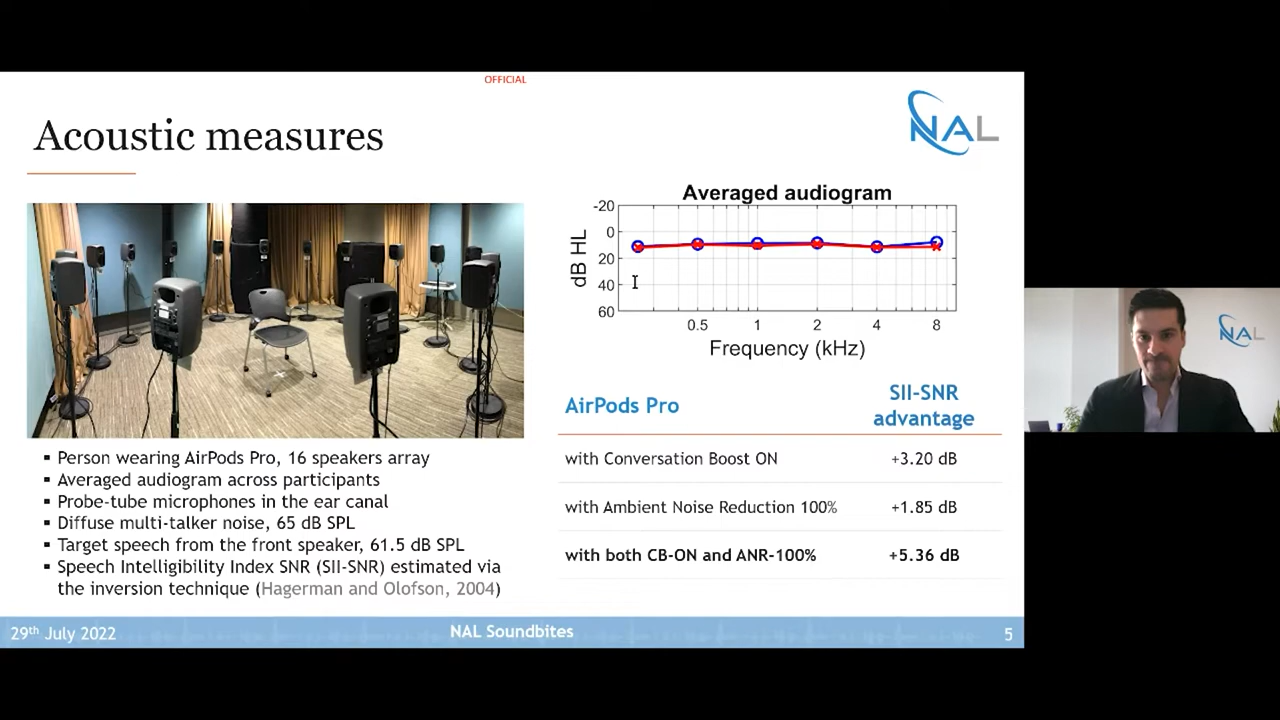 OFFICIAL
Acoustic measures
NAL
Averaged audiogram
-20
0
20
40
60
dB HL
0.5 1 2 4 8
Frequency (kHz)
AirPods Pro
SII-SNR
advantage
with Conversation Boost ON +3.20 dB
with Ambient Noise Reduction 100% +1.85 dB
with both CB-ON and ANR-100% +5.36 dB
▪ Person wearing AirPods Pro, 16 speakers array
▪ Averaged audiogram across participants
▪ Probe-tube microphones in the ear canal
▪ Diffuse multi-talker noise, 65 dB SPL
▪ Target speech from the front speaker, 61.5 dB SPL
▪ Speech Intelligibility Index SNR (SII-SNR) estimated via
the inversion technique (Hagerman and Olofson, 2004)
29th July 2022
NAL Soundbites
5
NAL